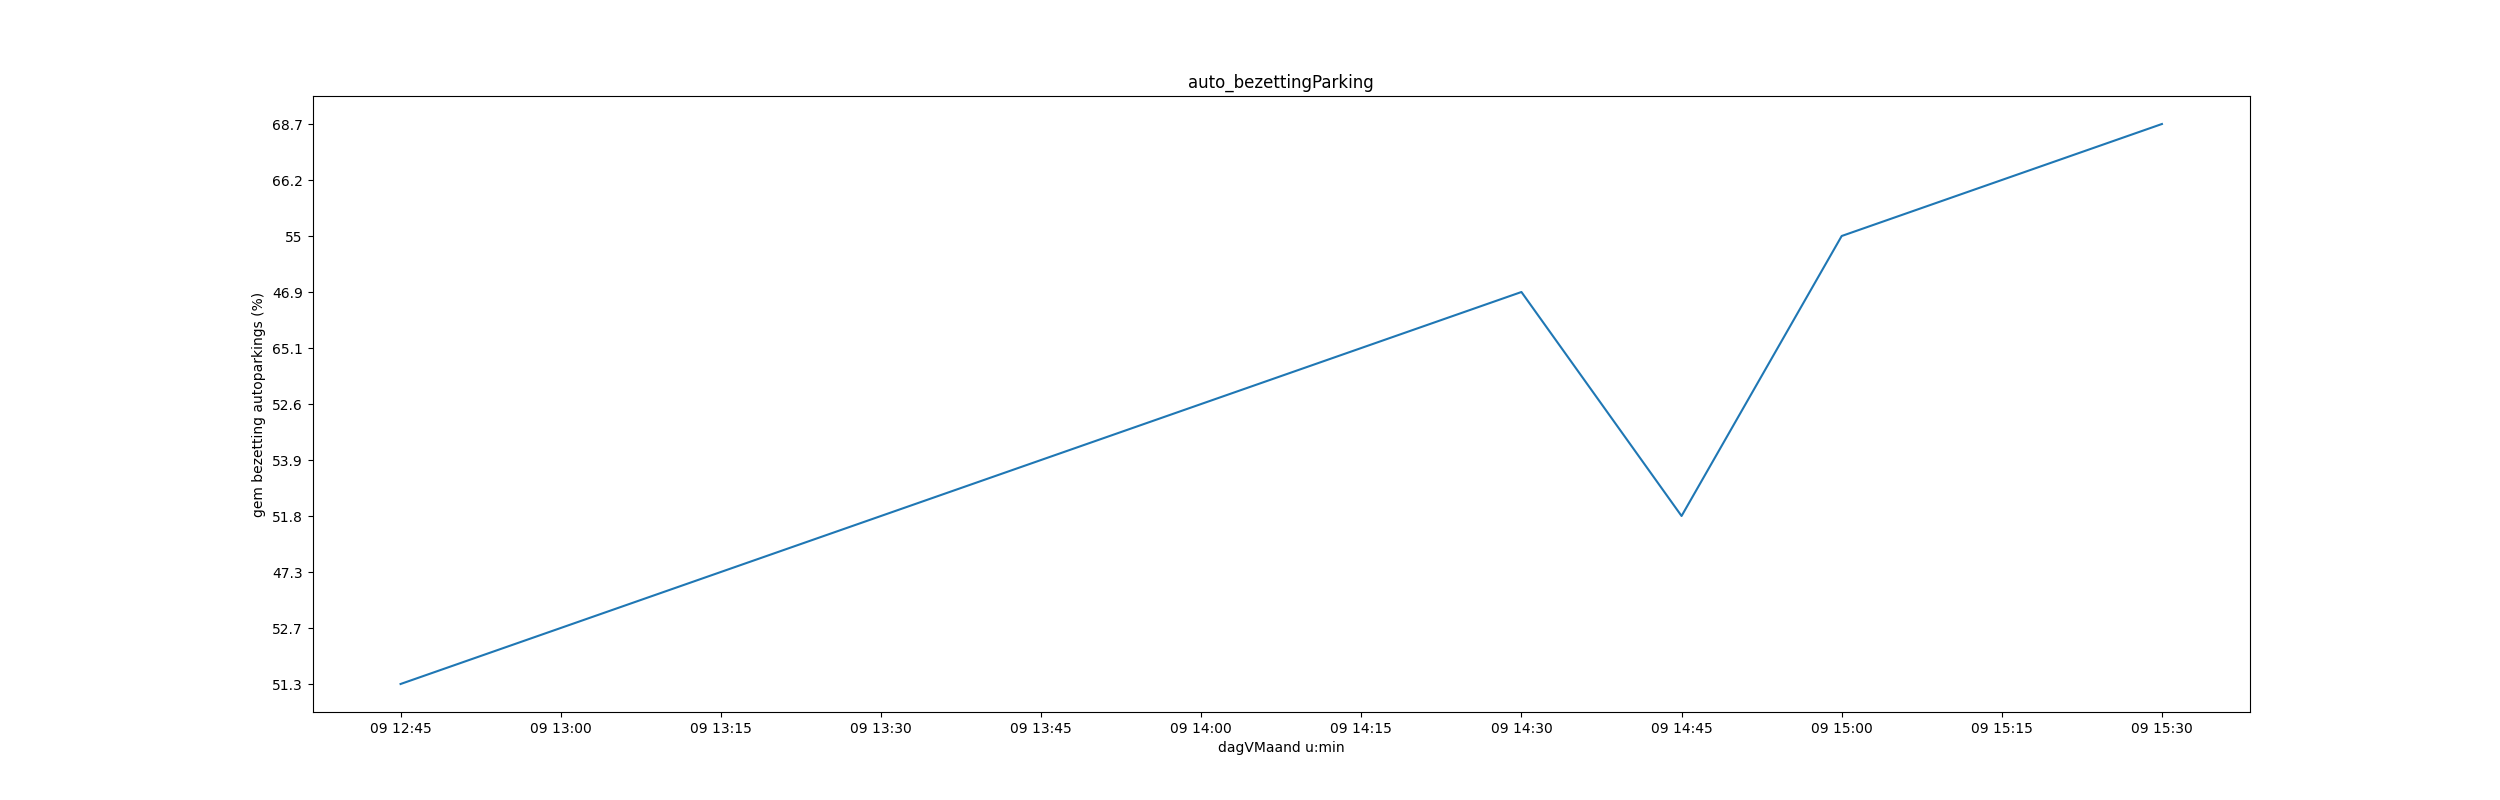 auto_bezettingParking
gem bezetting autoparkings (%)
68.7
66.2
55
46.9
65.1
52.6
53.9
51.8
47.3
52.7
51.3
09 12:45 09 13:00 09 13:15 09 13:30 09 13:45 09 14:00 09 14:15 09 14:30 09 14:45 09 15:00 09 15:15 09 15:30
dagVMaand u:min